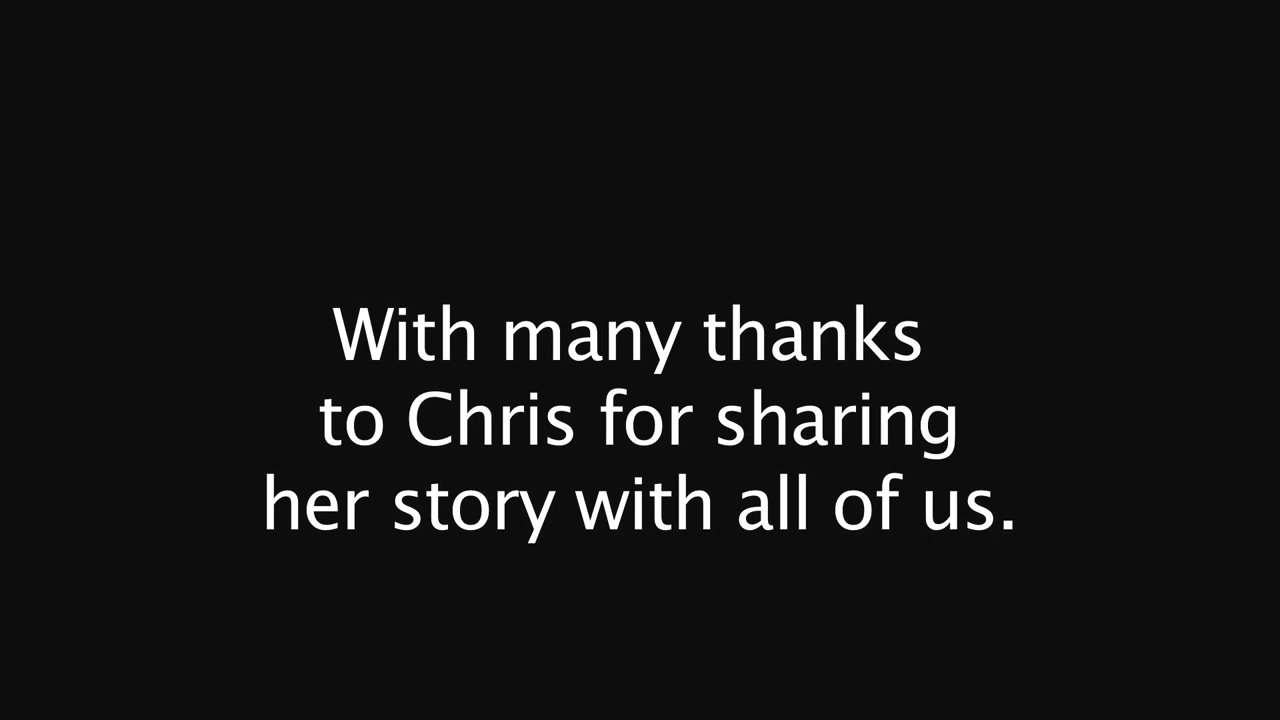 With many thanks
to Chris for sharing
her story with all of us.